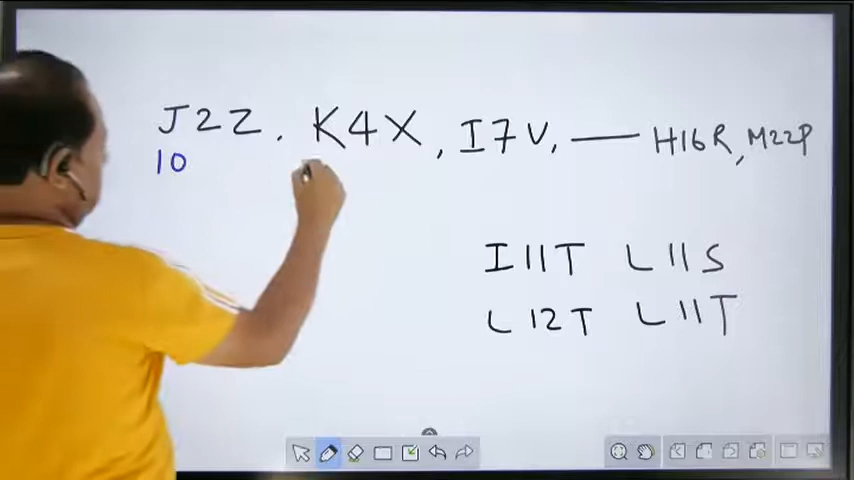 J2Z. K4X, I7V, —— H16R, M22P
10
I11T L11S
L12T L11T